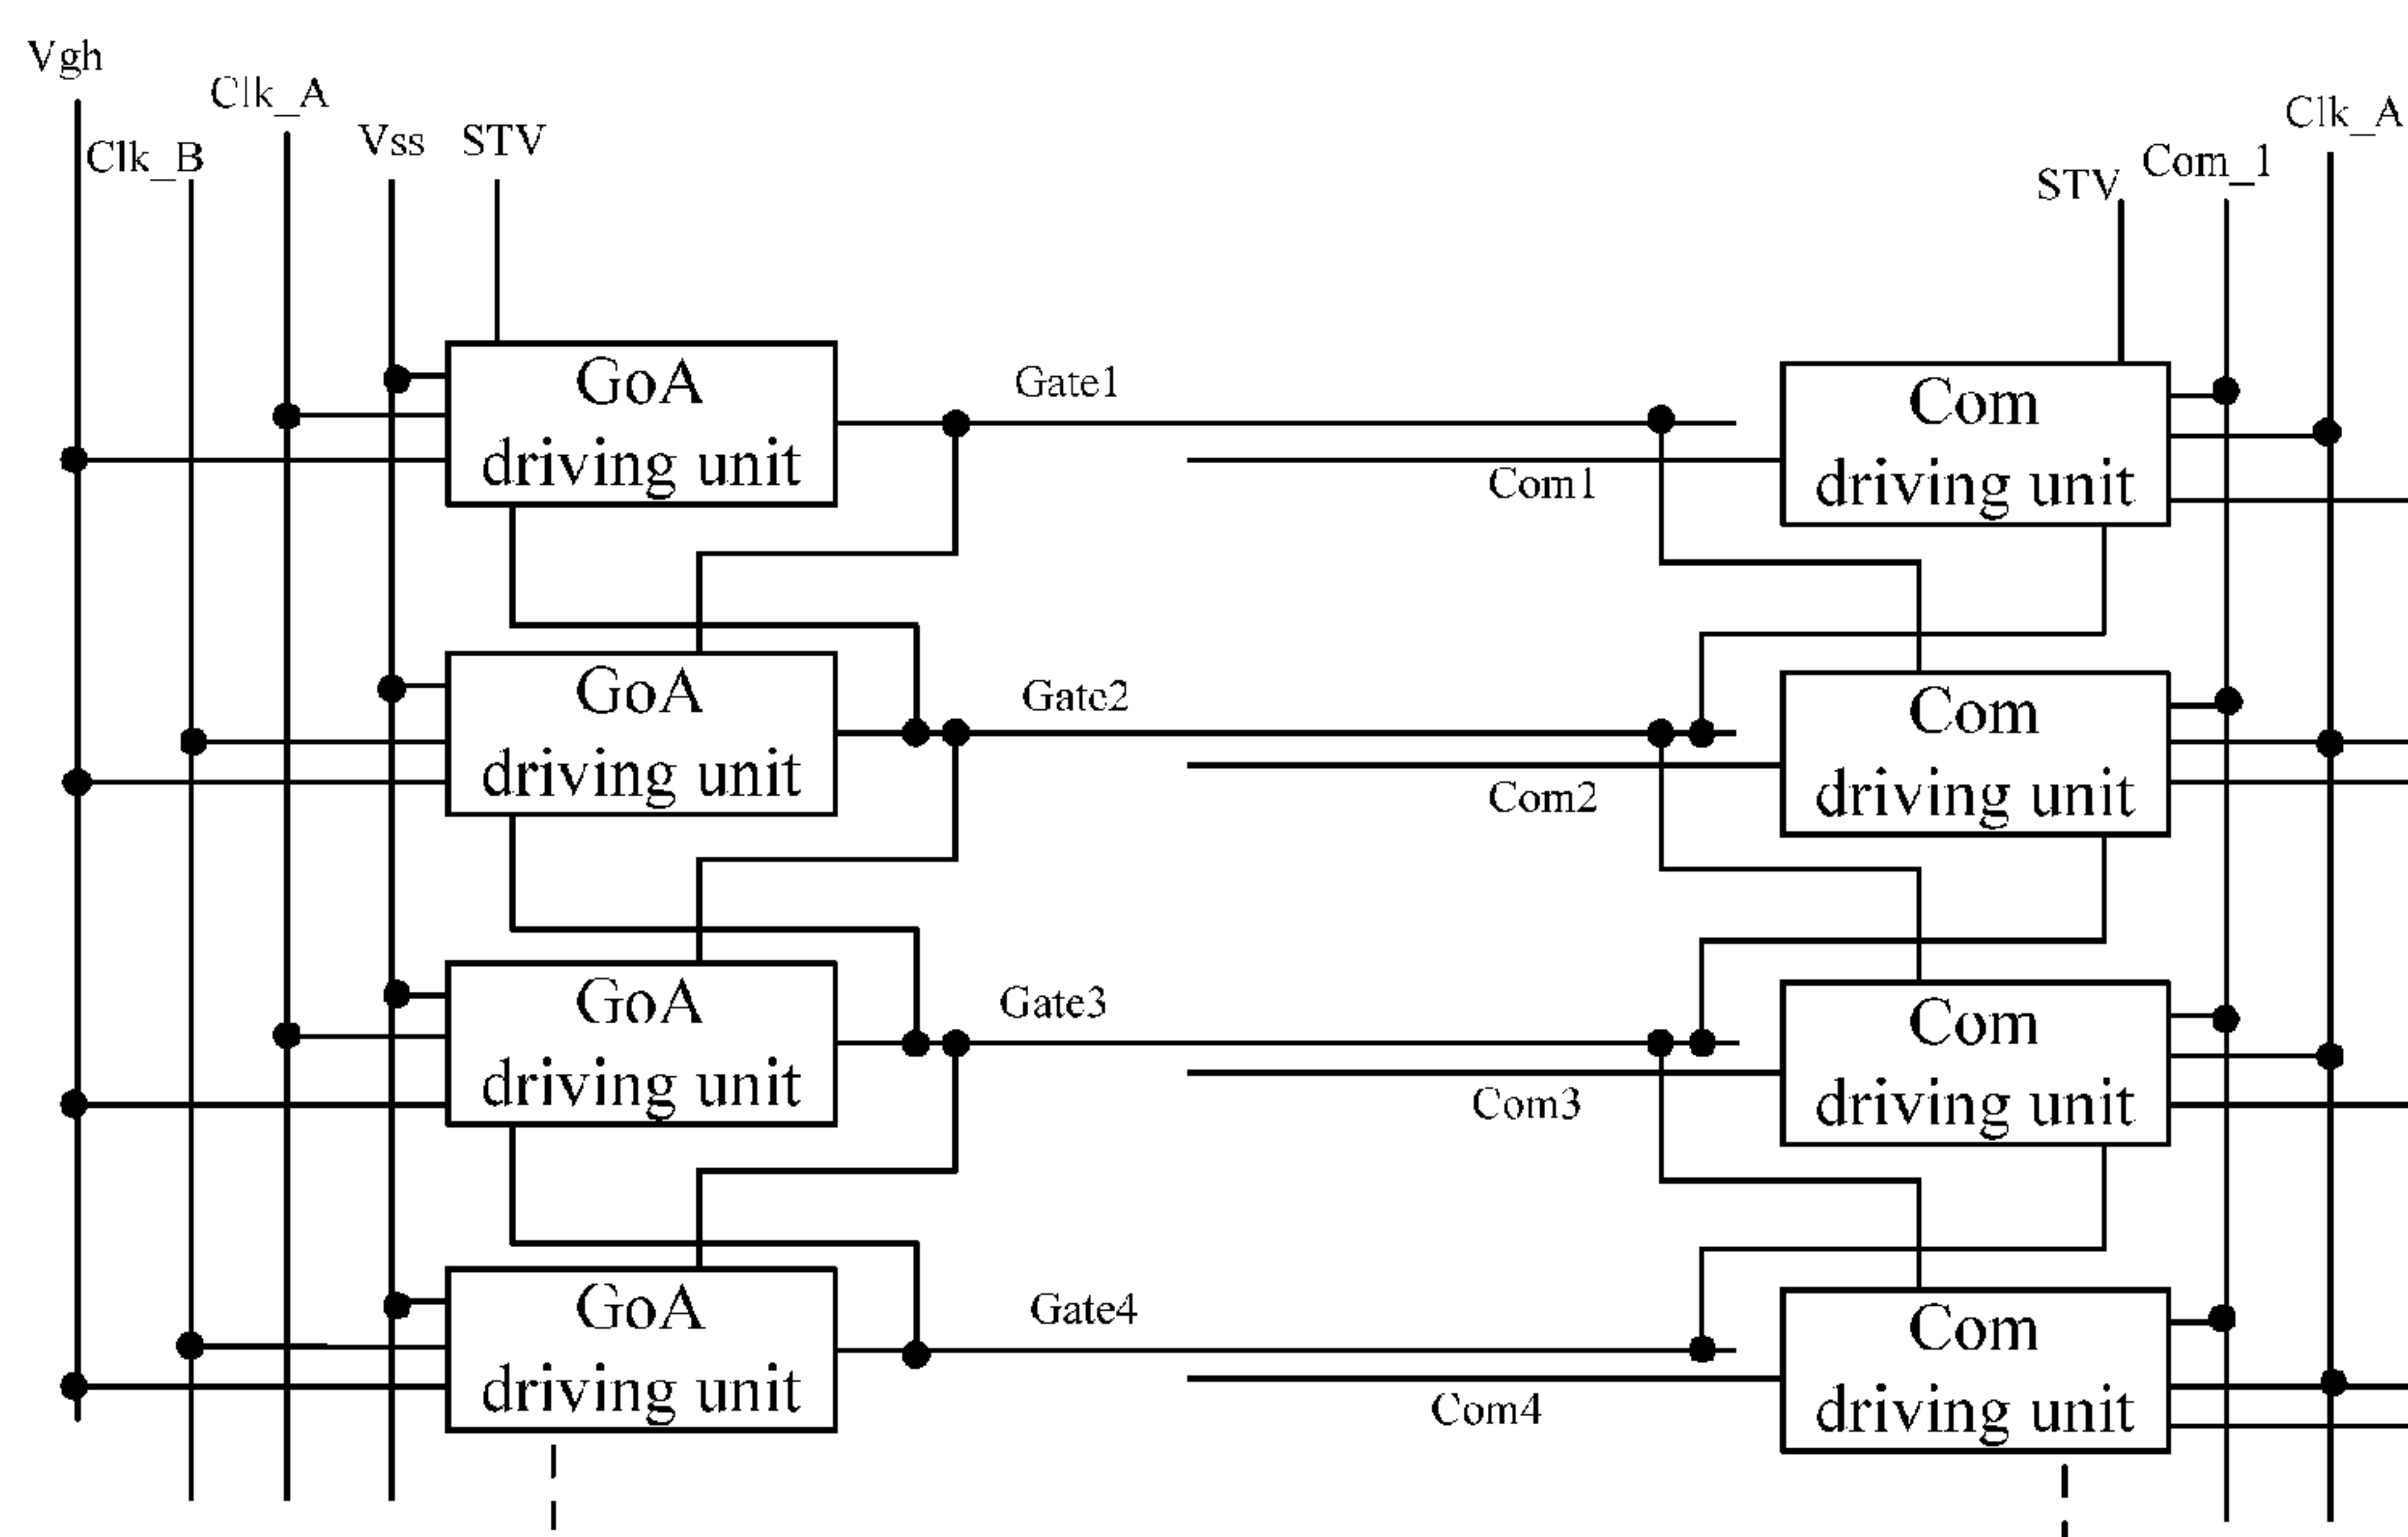 Vgh
Clk_A
Clk_B
Vss
STV
Clk_A
Com_1
STV
GoA
driving unit
Gate1
Com1
Com
driving unit
GoA
driving unit
Gate2
Com2
Com
driving unit
GoA
driving unit
Gate3
Com3
Com
driving unit
GoA
driving unit
Gate4
Com4
Com
driving unit